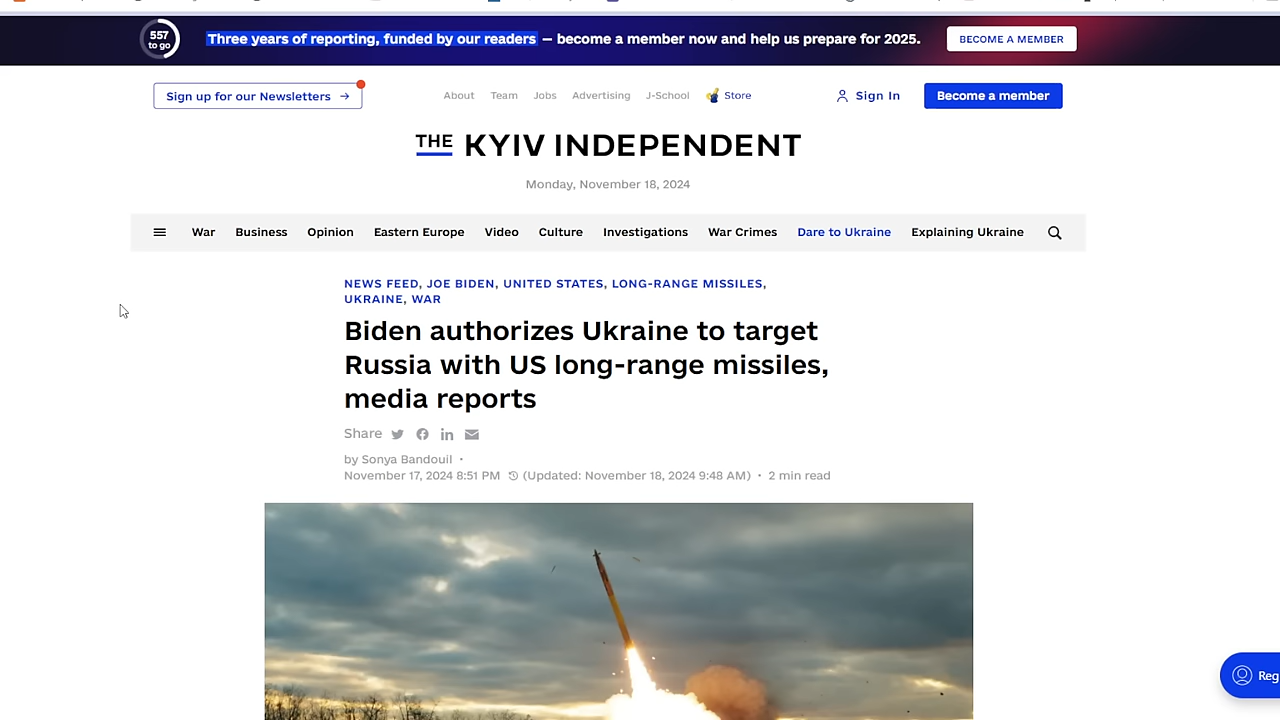 557
to go
Three years of reporting, funded by our readers — become a member now and help us prepare for 2025.
BECOME A MEMBER
Sign up for our Newsletters →
About Team Jobs Advertising J-School Store
Sign In
Become a member
THE KYIV INDEPENDENT
Monday, November 18, 2024
War Business Opinion Eastern Europe Video Culture Investigations War Crimes Dare to Ukraine Explaining Ukraine
NEWS FEED, JOE BIDEN, UNITED STATES, LONG-RANGE MISSILES,
UKRAINE, WAR
Biden authorizes Ukraine to target
Russia with US long-range missiles,
media reports
Share
by Sonya Bandouil •
November 17, 2024 8:51 PM (Updated: November 18, 2024 9:48 AM) • 2 min read
Reg